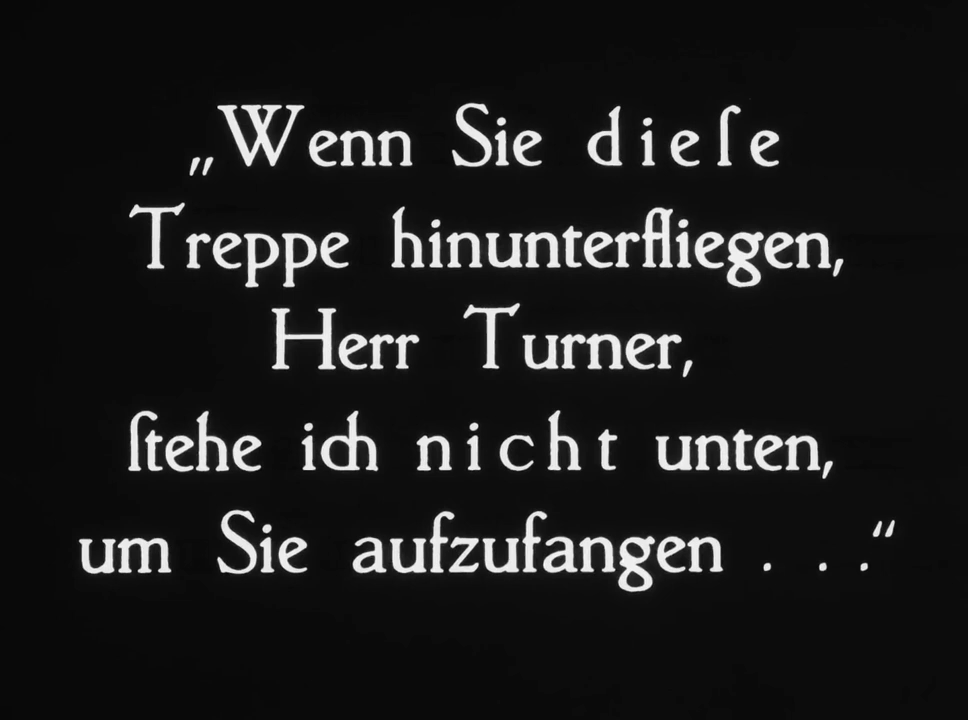 „Wenn Sie dieſe
Treppe hinunterfliegen,
Herr Turner,
ſtehe ich nicht unten,
um Sie aufzufangen . . .“